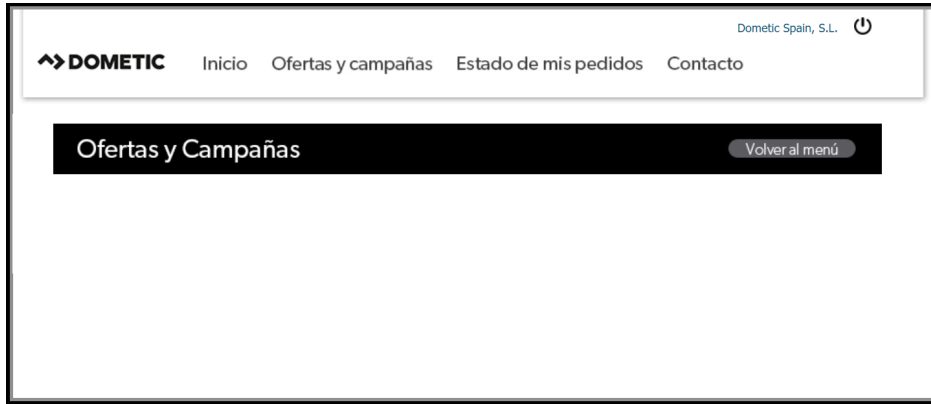 Dometic Spain, S.L.
DOMETIC Inicio Ofertas y campañas Estado de mis pedidos Contacto
Ofertas y Campañas Volver al menú